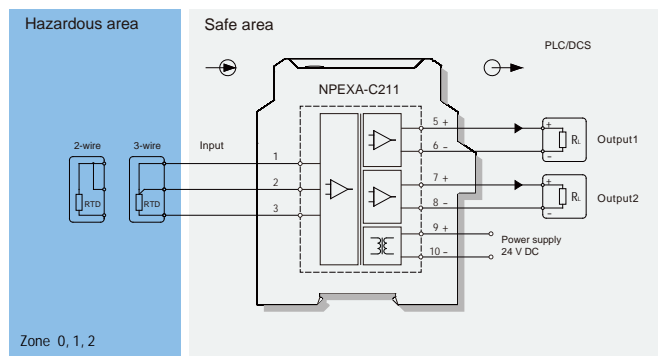 Hazardous area
Safe area
PLC/DCS
NPEXA-C211
2-wire
3-wire
Input
1
2
3
RTD
RTD
5 +
6 –
7 +
8 –
9 +
10 –
+
RL
–
Output1
+
RL
–
Output2
Power supply
24 V DC
Zone 0, 1, 2